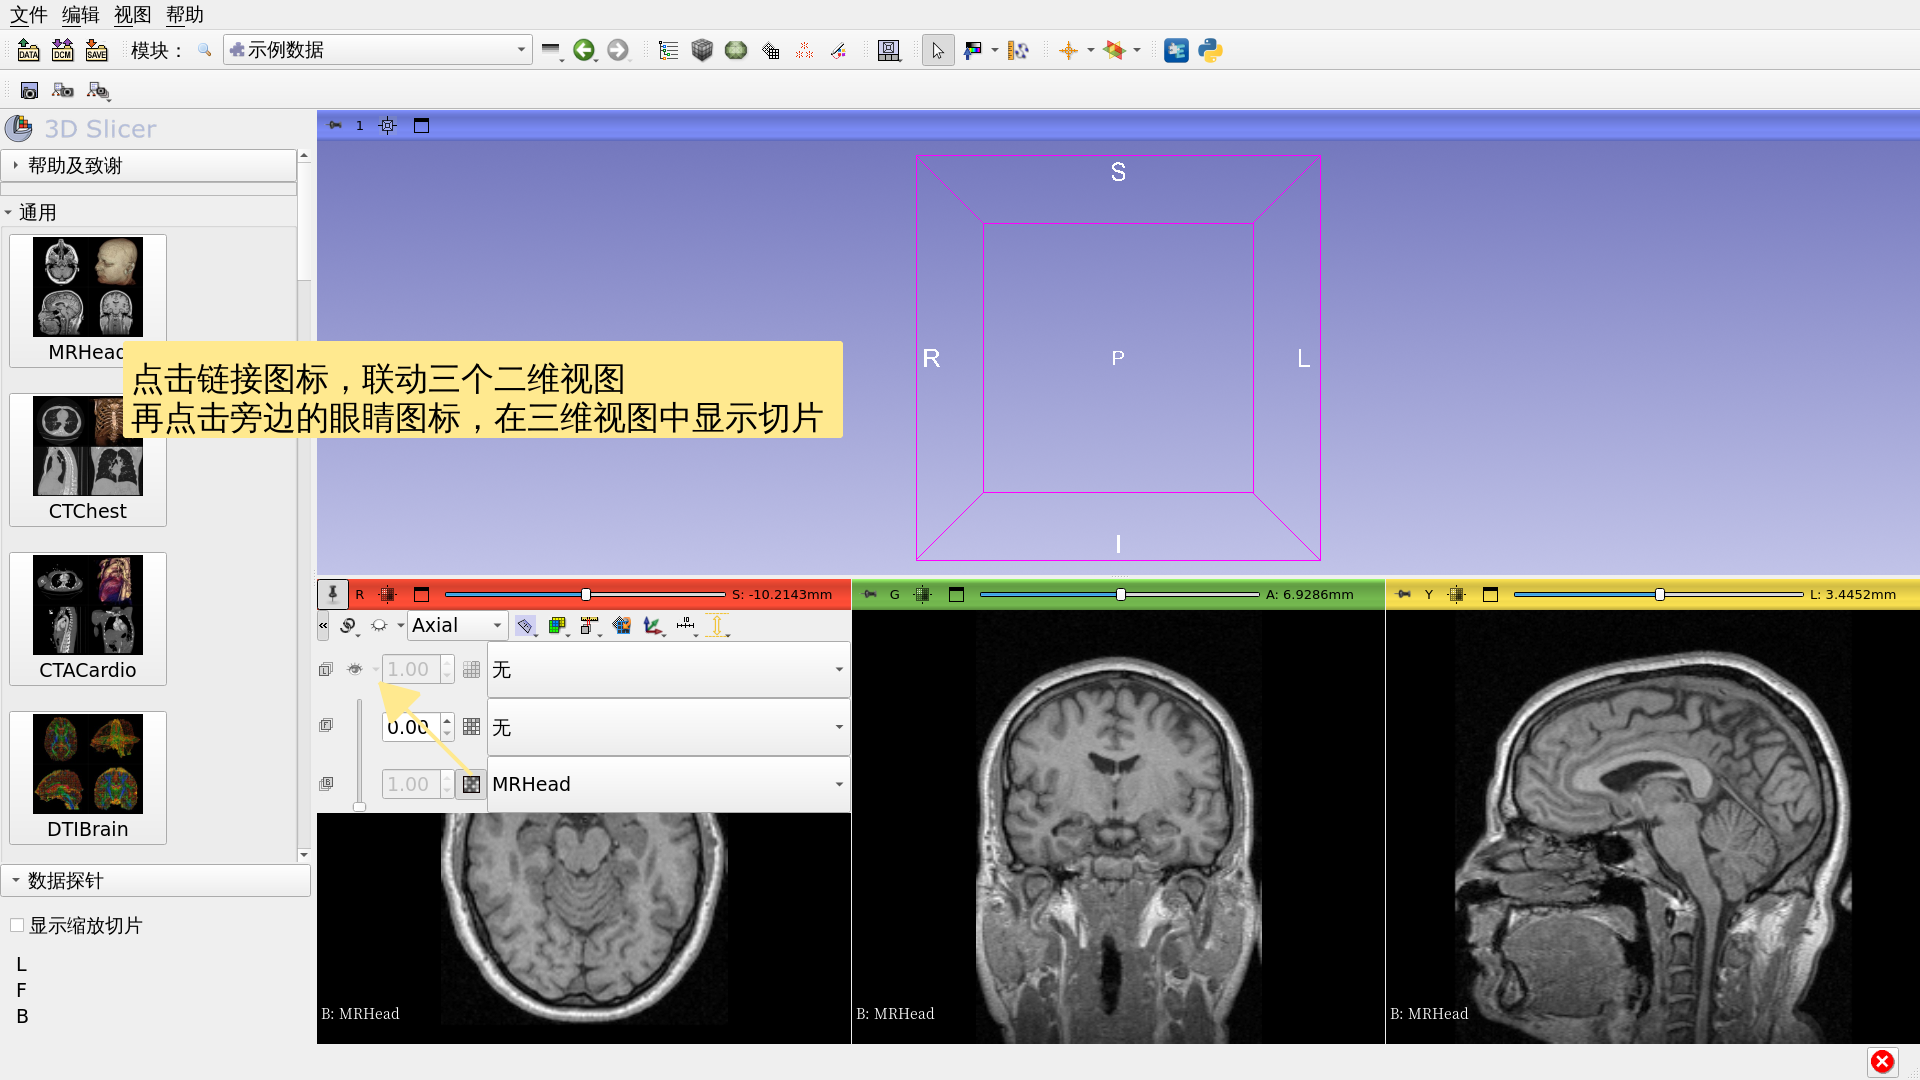 文件 编辑 视图 帮助
DATA DCM SAVE 模块： 示例数据
3D Slicer
帮助及致谢
通用
MRHead
CTChest
CTACardio
DTIBrain
数据探针
显示缩放切片
L
F
B
1
S
R P L
I
点击链接图标，联动三个二维视图
再点击旁边的眼睛图标，在三维视图中显示切片
R S: -10.2143mm
G A: 6.9286mm
Y L: 3.4452mm
« Axial
L 1.00 无
F 0.00 无
B 1.00 MRHead
B: MRHead
B: MRHead
B: MRHead